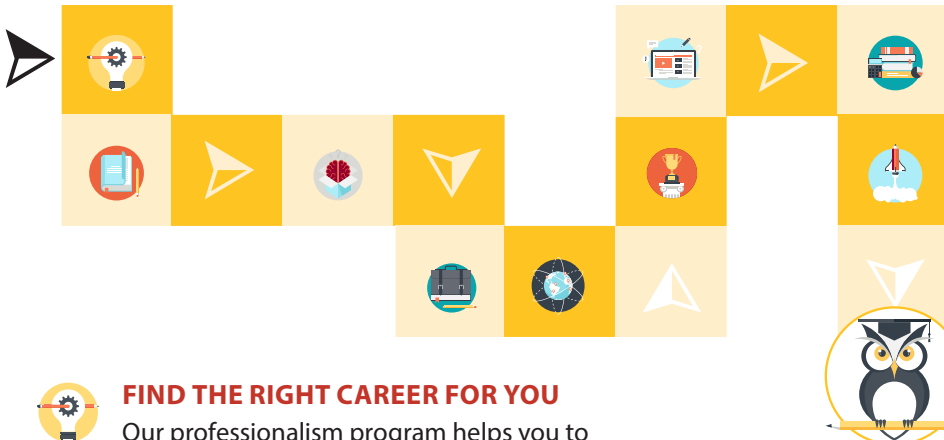 FIND THE RIGHT CAREER FOR YOU
Our professionalism program helps you to